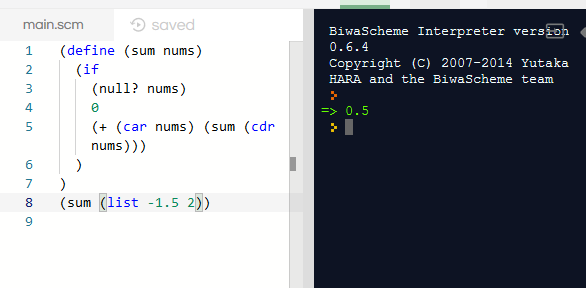 main.scm saved
1 (define (sum nums)
2 (if
3 (null? nums)
4 0
5 (+ (car nums) (sum (cdr
nums)))
6 )
7 )
8 (sum (list -1.5 2))
9
BiwaScheme Interpreter version
0.6.4
Copyright (C) 2007-2014 Yutaka
HARA and the BiwaScheme team
=> 0.5